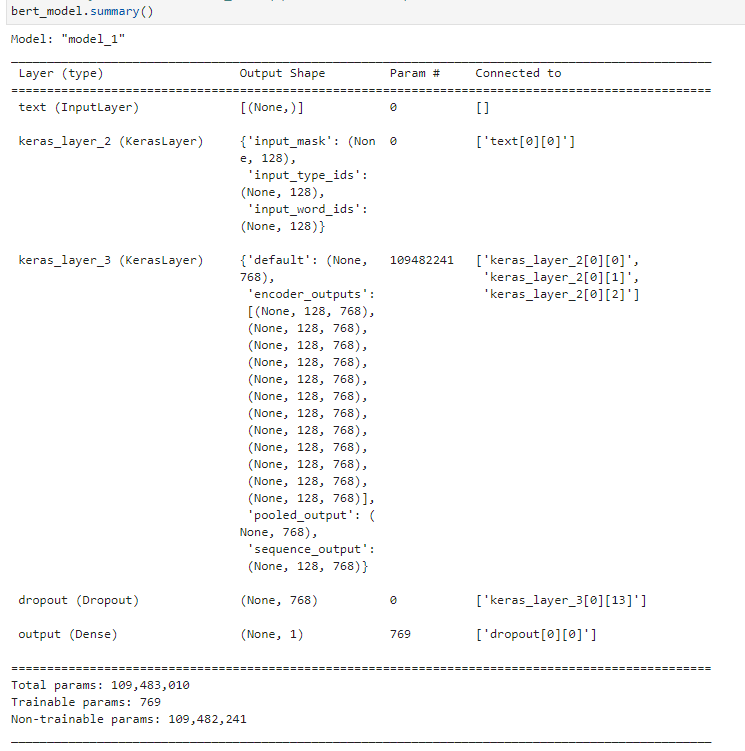 bert_model.summary()
Model: "model_1"
Layer (type) Output Shape Param # Connected to
text (InputLayer) [(None,)] 0 []
keras_layer_2 (KerasLayer) {'input_mask': (Non 0 ['text[0][0]']
e, 128),
'input_type_ids':
(None, 128),
'input_word_ids':
(None, 128)}
keras_layer_3 (KerasLayer) {'default': (None, 109482241 ['keras_layer_2[0][0]',
768), 'keras_layer_2[0][1]',
'encoder_outputs': 'keras_layer_2[0][2]']
[(None, 128, 768),
(None, 128, 768),
(None, 128, 768),
(None, 128, 768),
(None, 128, 768),
(None, 128, 768),
(None, 128, 768),
(None, 128, 768),
(None, 128, 768),
(None, 128, 768),
(None, 128, 768),
(None, 128, 768)],
'pooled_output': (
None, 768),
'sequence_output':
(None, 128, 768)}
dropout (Dropout) (None, 768) 0 ['keras_layer_3[0][13]']
output (Dense) (None, 1) 769 ['dropout[0][0]']
Total params: 109,483,010
Trainable params: 769
Non-trainable params: 109,482,241